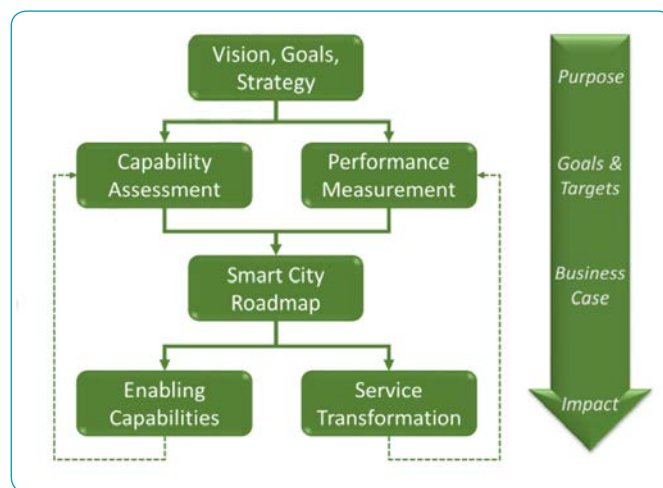 Vision, Goals,
Strategy
Purpose
Capability
Assessment
Performance
Measurement
Goals &
Targets
Smart City
Roadmap
Business
Case
Enabling
Capabilities
Service
Transformation
Impact